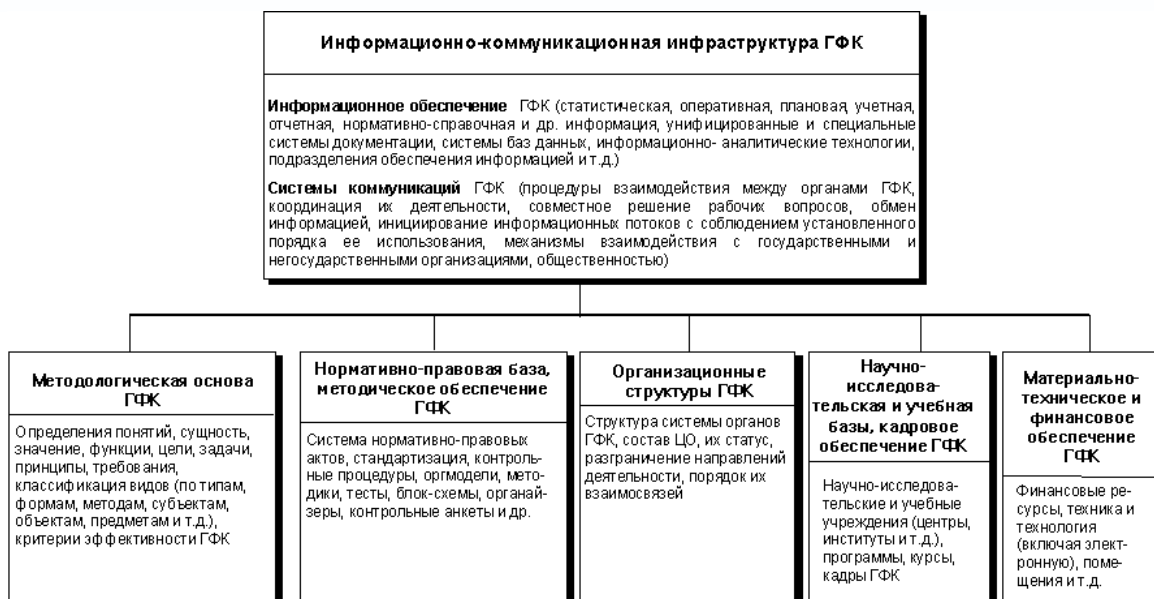 Информационно-коммуникационная инфраструктура ГФК
Информационное обеспечение ГФК (статистическая, оперативная, плановая, учетная,
отчетная, нормативно-справочная и др. информация, унифицированные и специальные
системы документации, системы баз данных, информационно- аналитические технологии,
подразделения обеспечения информацией и т.д.)
Системы коммуникаций ГФК (процедуры взаимодействия между органами ГФК,
координация их деятельности, совместное решение рабочих вопросов, обмен
информацией, инициирование информационных потоков с соблюдением установленного
порядка ее использования, механизмы взаимодействия с государственными и
негосударственными организациями, общественностью)
Методологическая основа
ГФК
Определения понятий, сущность,
значение, функции, цели, задачи,
принципы, требования,
классификация видов (по типам,
формам, методам, субъектам,
объектам, предметам и т.д.),
критерии эффективности ГФК
Нормативно-правовая база,
методическое обеспечение
ГФК
Система нормативно-правовых
актов, стандартизация, контроль-
ные процедуры, оргмодели, мето-
дики, тесты, блок-схемы, органай-
зеры, контрольные анкеты и др.
Организационные
структуры ГФК
Структура системы органов
ГФК, состав ЦО, их статус,
разграничение направлений
деятельности, порядок их
взаимосвязей
Научно-
исследова-
тельская и учебная
базы, кадровое
обеспечение ГФК
Научно-исследова-
тельские и учебные
учреждения (центры,
институты и т.д.),
программы, курсы,
кадры ГФК
Материально-
техническое и
финансовое
обеспечение
ГФК
Финансовые ре-
сурсы, техника и
технология
(включая элект-
ронную), поме-
щения и т.д.